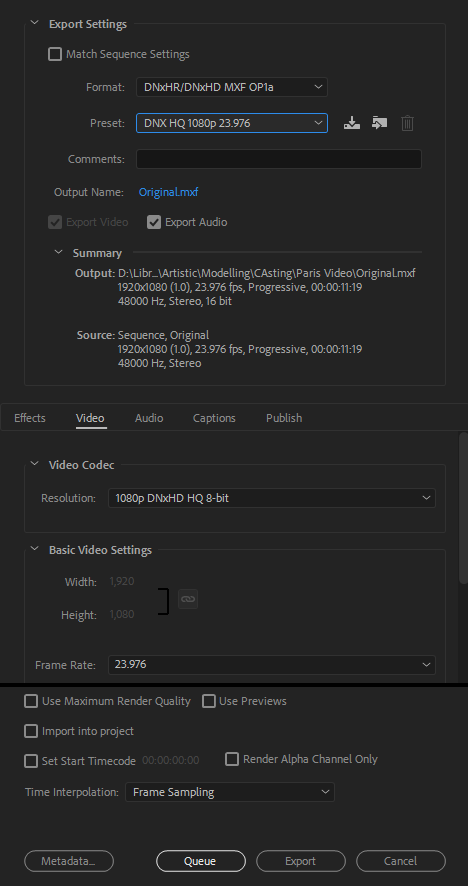 Export Settings
Match Sequence Settings
Format: DNxHR/DNxHD MXF OP1a
Preset: DNX HQ 1080p 23.976
Comments:
Output Name: Original.mxf
Export Video Export Audio
Summary
Output: D:\Libr...\Artistic\Modelling\CAsting\Paris Video\Original.mxf
1920x1080 (1.0), 23.976 fps, Progressive, 00:00:11:19
48000 Hz, Stereo, 16 bit
Source: Sequence, Original
1920x1080 (1.0), 23.976 fps, Progressive, 00:00:11:19
48000 Hz, Stereo
Effects Video Audio Captions Publish
Video Codec
Resolution: 1080p DNxHD HQ 8-bit
Basic Video Settings
Width: 1,920
Height: 1,080
Frame Rate: 23.976
Use Maximum Render Quality Use Previews
Import into project
Set Start Timecode 00:00:00:00 Render Alpha Channel Only
Time Interpolation: Frame Sampling
Metadata... Queue Export Cancel